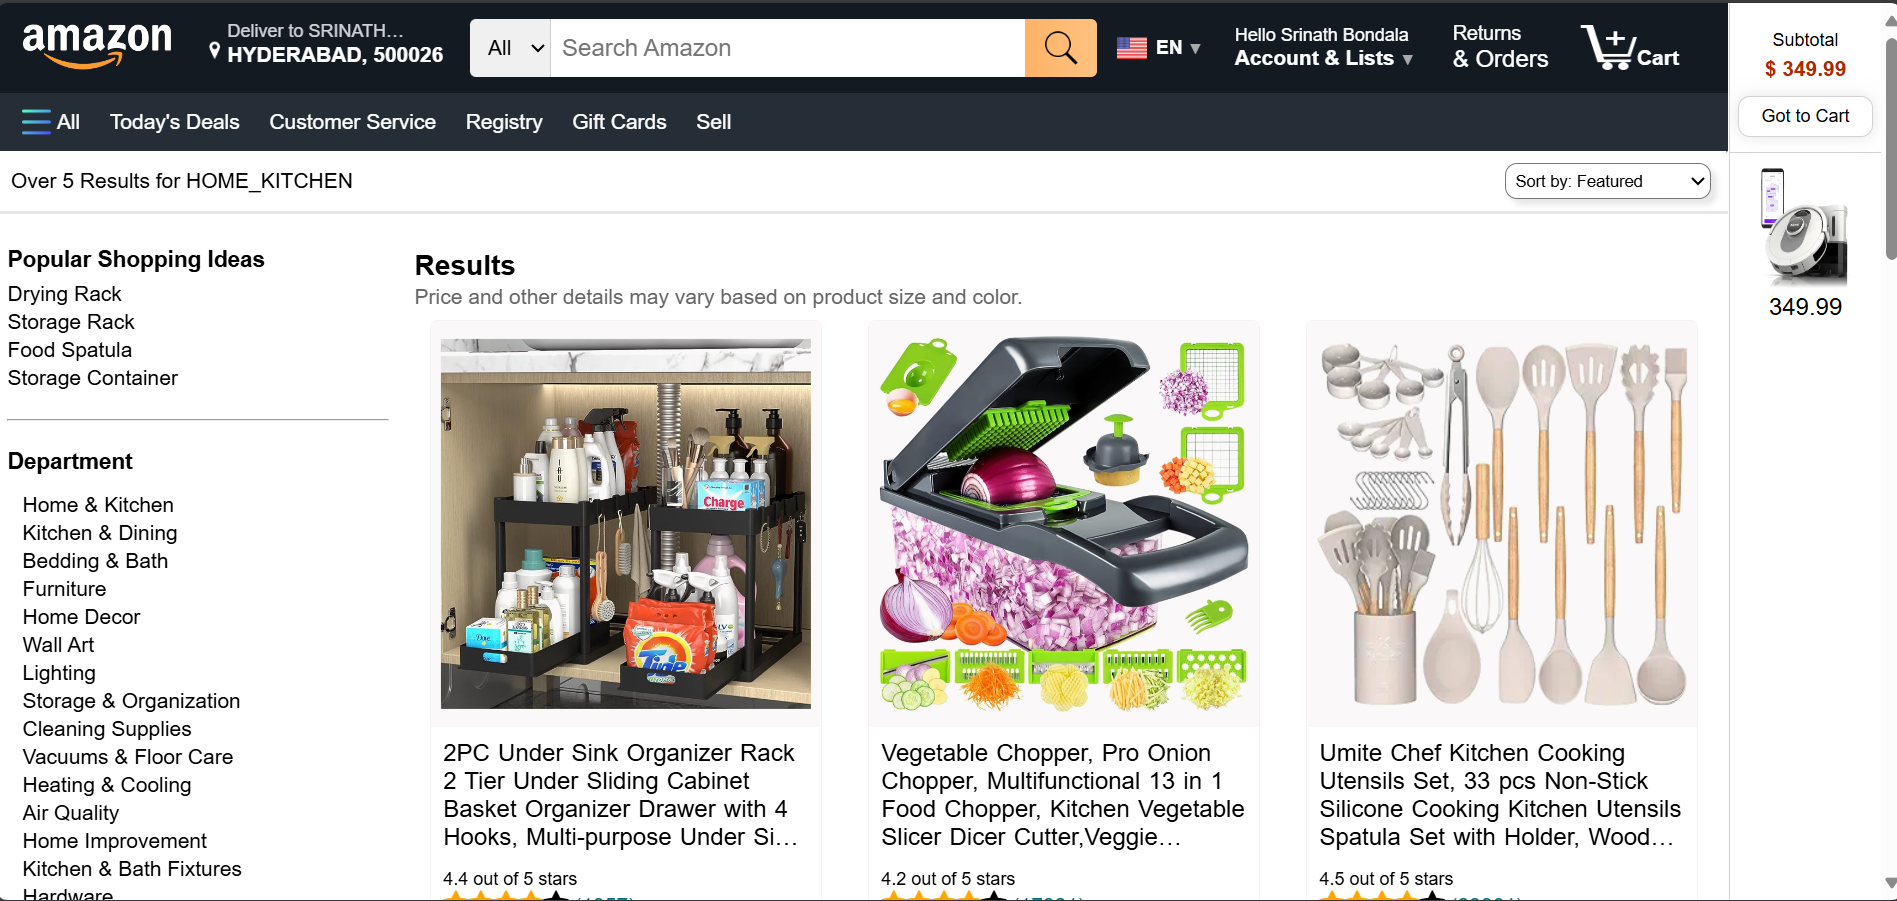 amazon
Deliver to SRINATH...
HYDERABAD, 500026
All
Search Amazon
EN
Hello Srinath Bondala
Account & Lists
Returns
& Orders
Cart
Subtotal
$ 349.99
Got to Cart
All
Today's Deals
Customer Service
Registry
Gift Cards
Sell
Over 5 Results for HOME_KITCHEN
Sort by: Featured
349.99
Popular Shopping Ideas
Drying Rack
Storage Rack
Food Spatula
Storage Container
Department
Home & Kitchen
Kitchen & Dining
Bedding & Bath
Furniture
Home Decor
Wall Art
Lighting
Storage & Organization
Cleaning Supplies
Vacuums & Floor Care
Heating & Cooling
Air Quality
Home Improvement
Kitchen & Bath Fixtures
Hardware
Results
Price and other details may vary based on product size and color.
Charge
Dove
Tide
2PC Under Sink Organizer Rack
2 Tier Under Sliding Cabinet
Basket Organizer Drawer with 4
Hooks, Multi-purpose Under Si...
4.4 out of 5 stars
Vegetable Chopper, Pro Onion
Chopper, Multifunctional 13 in 1
Food Chopper, Kitchen Vegetable
Slicer Dicer Cutter,Veggie...
4.2 out of 5 stars
Umite Chef Kitchen Cooking
Utensils Set, 33 pcs Non-Stick
Silicone Cooking Kitchen Utensils
Spatula Set with Holder, Wood...
4.5 out of 5 stars